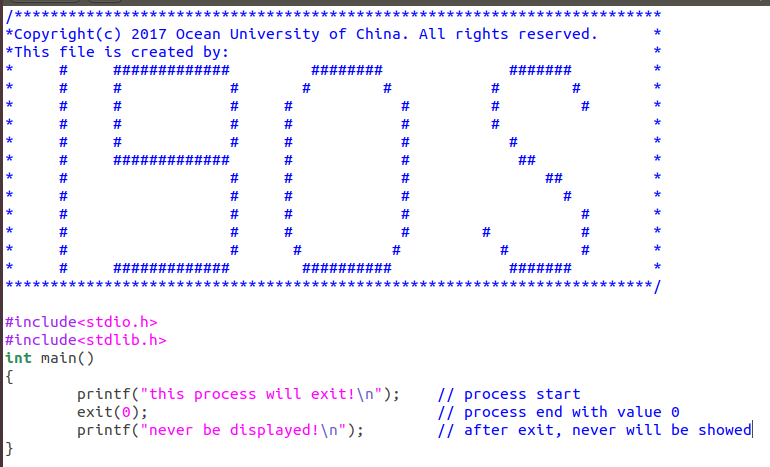 /************************************************************************
*Copyright(c) 2017 Ocean University of China. All rights reserved.      *
*This file is created by:                                               *
*     #     #############         ########              #######         *
*     #     #            #       #        #           #        #        *
*     #     #            #     #            #         #         #       *
*     #     #            #     #            #         #                 *
*     #     #            #     #            #           #               *
*     #     #############      #            #            ##             *
*     #                  #     #            #               ##          *
*     #                  #     #            #                 #         *
*     #                  #     #            #                   #       *
*     #                  #     #            #        #          #       *
*     #                  #      #          #           #        #       *
*     #     #############       ##########             #######         *
************************************************************************/
#include<stdio.h>
#include<stdlib.h>
int main()
{
        printf("this process will exit!\n");    // process start
        exit(0);                                // process end with value 0
        printf("never be displayed!\n");        // after exit, never will be showed
}